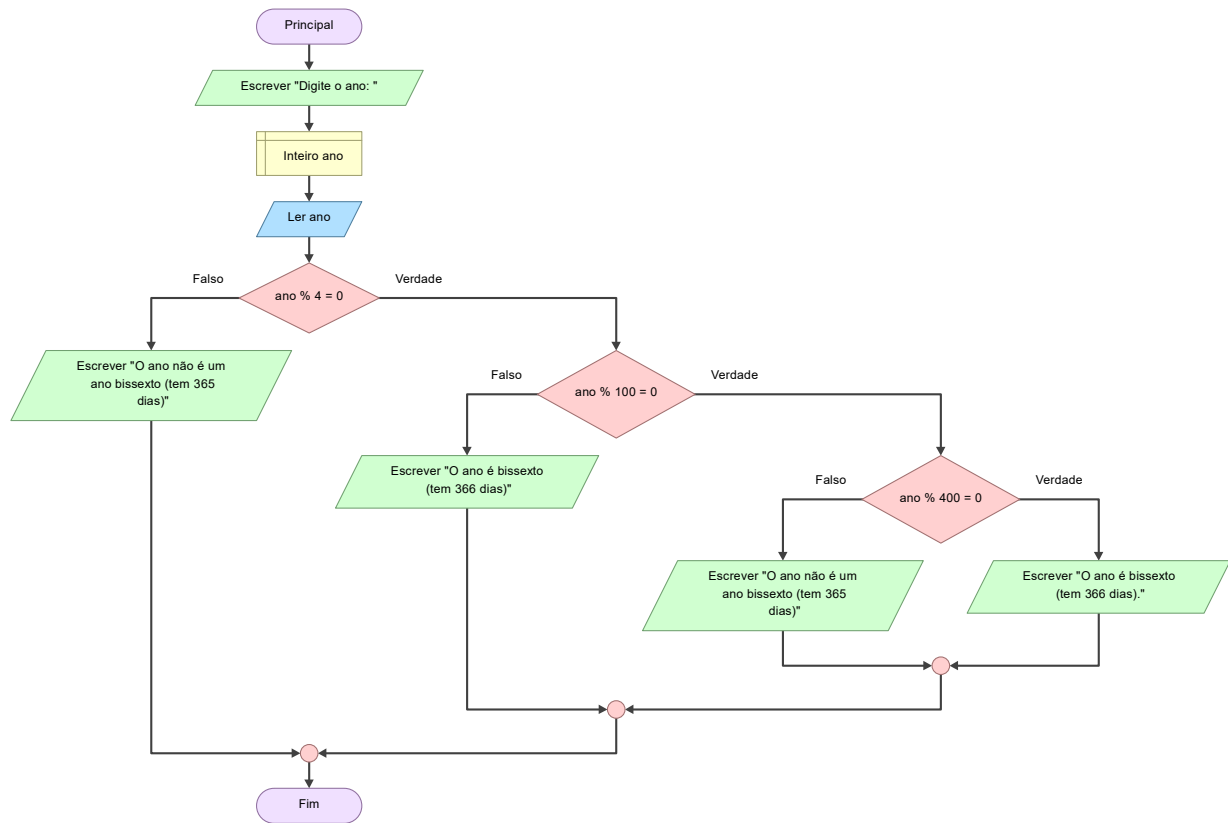 Principal
Escrever "Digite o ano: "
Inteiro ano
Ler ano
Falso
Verdade
ano % 4 = 0
Escrever "O ano não é um
ano bissexto (tem 365
dias)"
Falso
Verdade
ano % 100 = 0
Escrever "O ano é bissexto
(tem 366 dias)"
Falso
Verdade
ano % 400 = 0
Escrever "O ano não é um
ano bissexto (tem 365
dias)"
Escrever "O ano é bissexto
(tem 366 dias)."
Fim